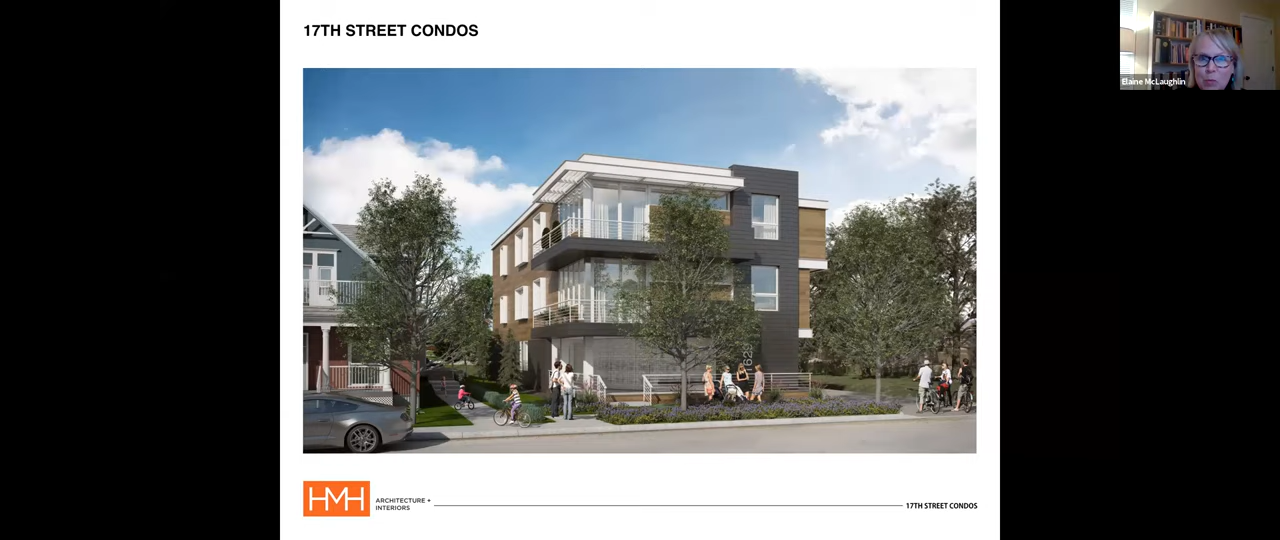 17TH STREET CONDOS
Elaine McLaughlin
HMH
ARCHITECTURE +
INTERIORS
17TH STREET CONDOS